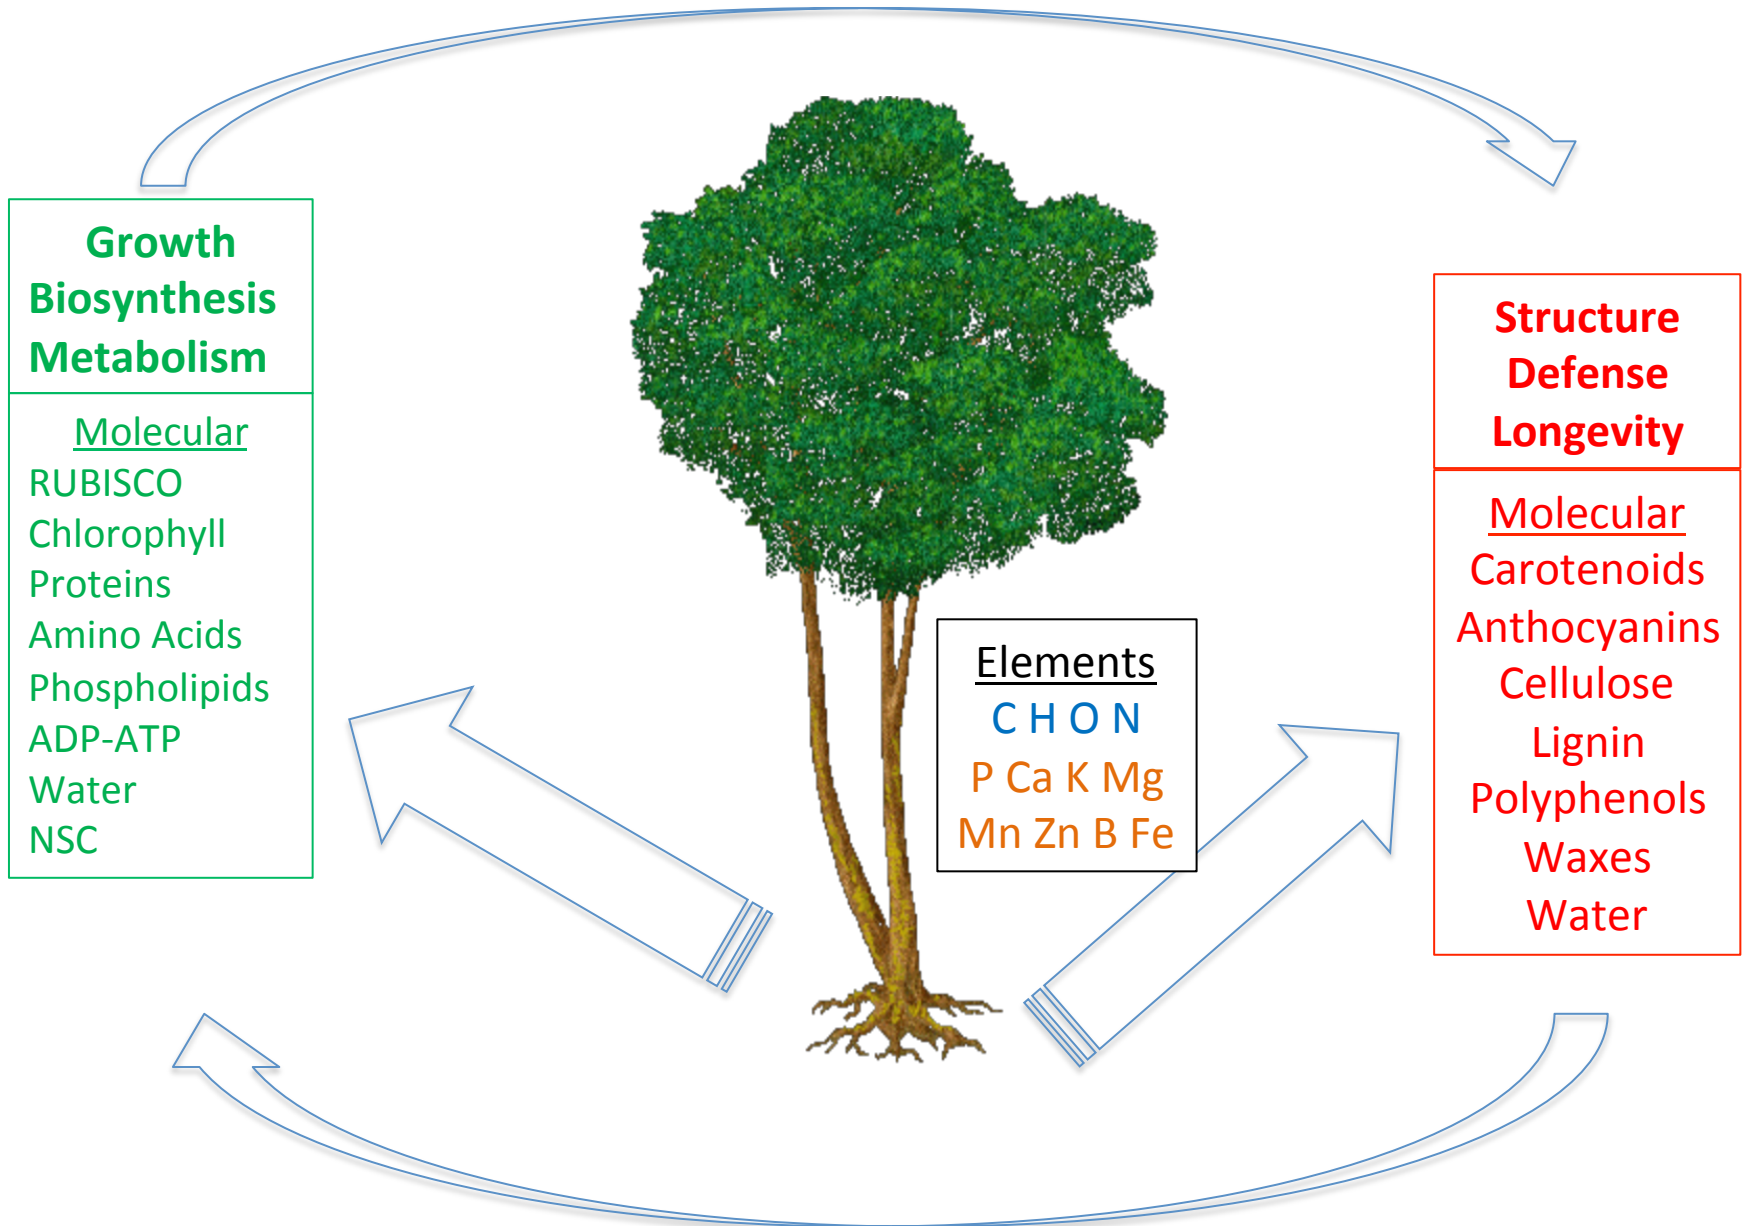 Growth
Biosynthesis
Metabolism
Molecular
RUBISCO
Chlorophyll
Proteins
Amino Acids
Phospholipids
ADP-ATP
Water
NSC
Elements
C H O N
P Ca K Mg
Mn Zn B Fe
Structure
Defense
Longevity
Molecular
Carotenoids
Anthocyanins
Cellulose
Lignin
Polyphenols
Waxes
Water